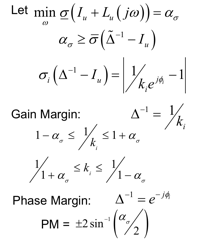 Let min_ω σ̲(I_u + L_u(jω)) = α_σ
α_σ ≥ σ̄(Δ̃⁻¹ − I_u)
σ_i(Δ⁻¹ − I_u) = |1/(k_i e^{jϕ_i}) − 1|
Gain Margin: Δ⁻¹ = 1/k_i
1 − α_σ ≤ 1/k_i ≤ 1 + α_σ
1/(1 + α_σ) ≤ k_i ≤ 1/(1 − α_σ)
Phase Margin: Δ⁻¹ = e^{−jϕ_i}
PM = ±2 sin⁻¹(α_σ/2)